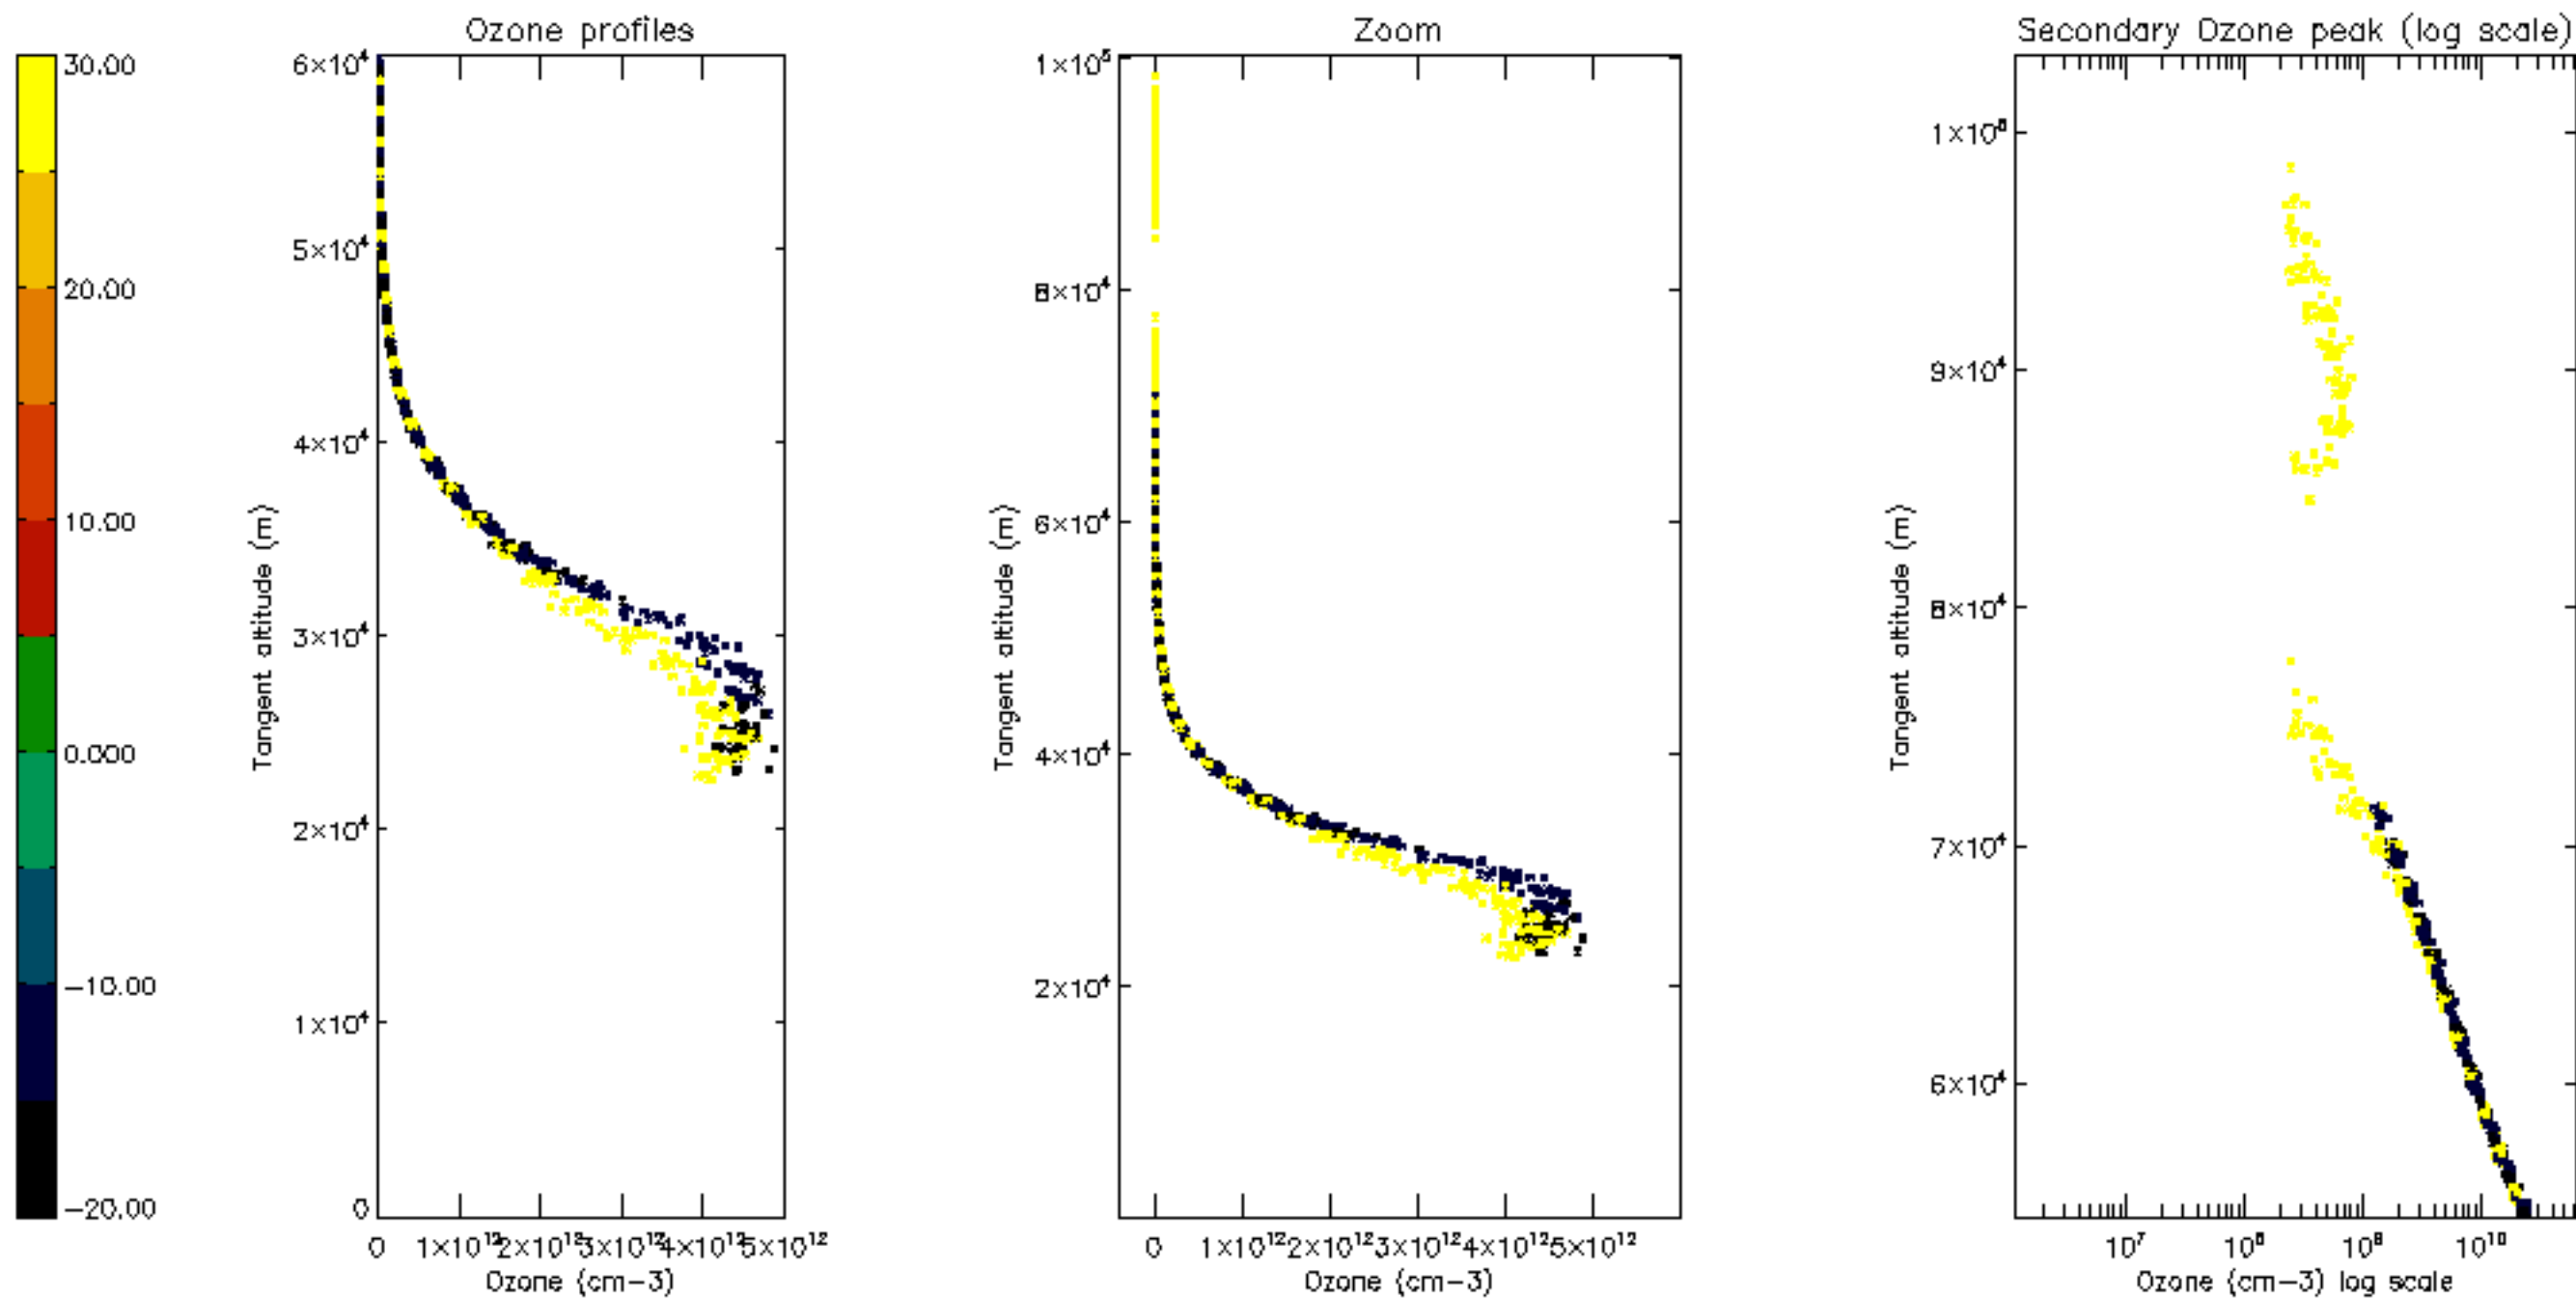 Ozone profiles
Zoom
Secondary Ozone peak (log scale)
30.00
20.00
10.00
0.000
−10.00
−20.00
6×10⁴
5×10⁴
4×10⁴
3×10⁴
2×10⁴
1×10⁴
0
Tangent altitude (m)
0 1×10¹² 2×10¹² 3×10¹² 4×10¹² 5×10¹²
Ozone (cm−3)
1×10⁵
8×10⁴
6×10⁴
4×10⁴
2×10⁴
Tangent altitude (m)
0 1×10¹² 2×10¹² 3×10¹² 4×10¹² 5×10¹²
Ozone (cm−3)
1×10⁵
9×10⁴
8×10⁴
7×10⁴
6×10⁴
Tangent altitude (m)
10⁷ 10⁸ 10⁹ 10¹⁰
Ozone (cm−3) log scale